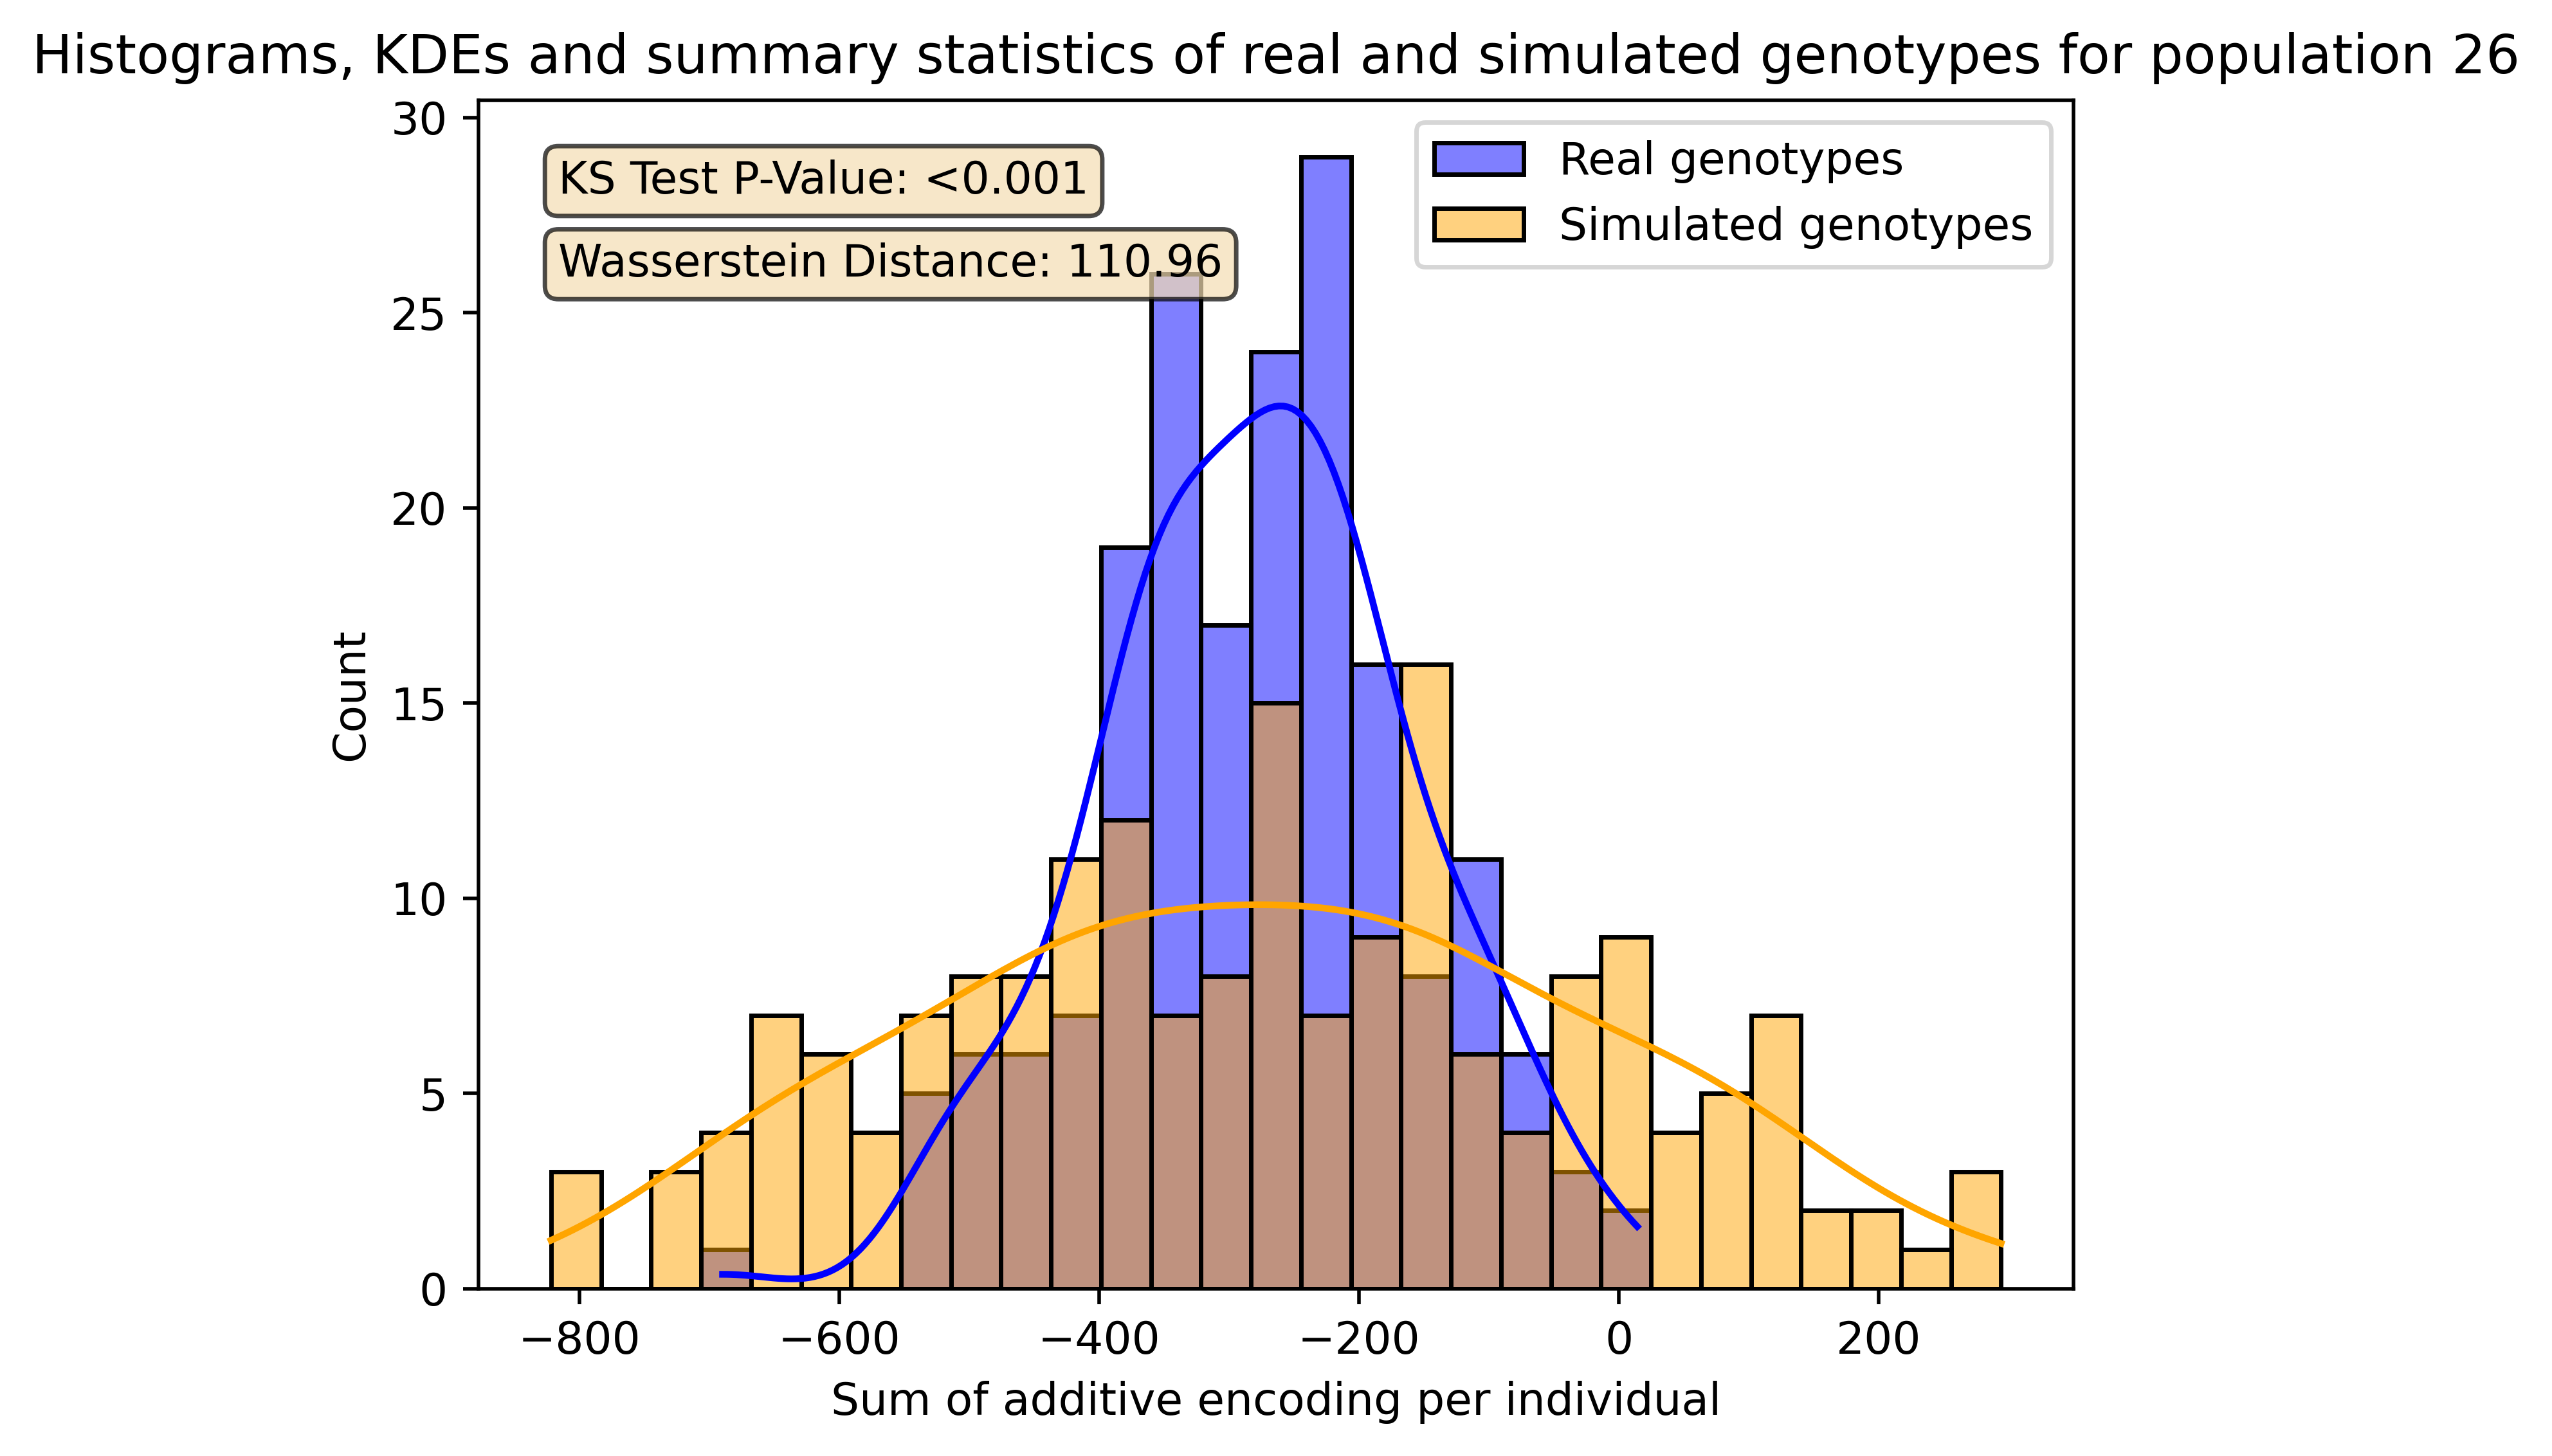 Histograms, KDEs and summary statistics of real and simulated genotypes for population 26
KS Test P-Value: <0.001
Wasserstein Distance: 110.96
Real genotypes
Simulated genotypes
30
25
20
15
10
5
0
Count
−800
−600
−400
−200
0
200
Sum of additive encoding per individual